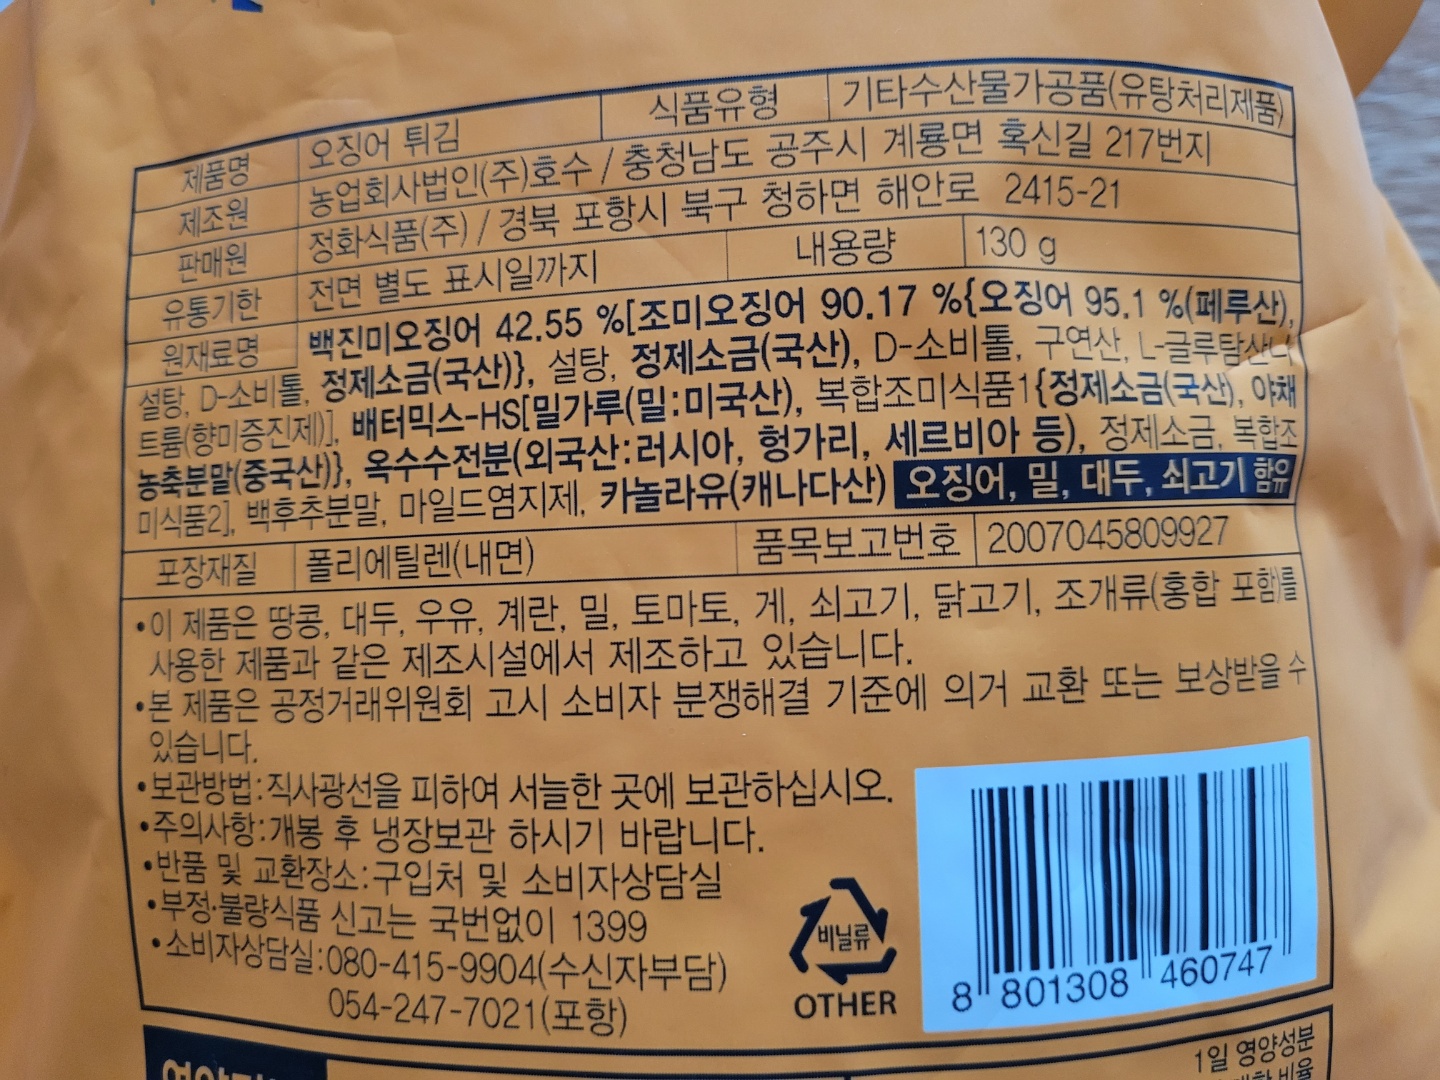 제품명 오징어 튀김 식품유형 기타수산물가공품(유탕처리제품)
제조원 농업회사법인(주)호수 / 충청남도 공주시 계룡면 혹신길 217번지
판매원 정화식품(주) / 경북 포항시 북구 청하면 해안로 2415-21
유통기한 전면 별도 표시일까지 내용량 130 g
원재료명 백진미오징어 42.55 %[조미오징어 90.17 %{오징어 95.1 %(페루산),
설탕, D-소비톨, 정제소금(국산)}, 설탕, 정제소금(국산), D-소비톨, 구연산, L-글루탐산나
트륨(향미증진제)], 배터믹스-HS[밀가루(밀:미국산), 복합조미식품1{정제소금(국산), 야채
농축분말(중국산)}, 옥수수전분(외국산:러시아, 헝가리, 세르비아 등), 정제소금, 복합조
미식품2], 백후추분말, 마일드염지제, 카놀라유(캐나다산) 오징어, 밀, 대두, 쇠고기 함유
포장재질 폴리에틸렌(내면) 품목보고번호 2007045809927
•이 제품은 땅콩, 대두, 우유, 계란, 밀, 토마토, 게, 쇠고기, 닭고기, 조개류(홍합 포함)를
사용한 제품과 같은 제조시설에서 제조하고 있습니다.
•본 제품은 공정거래위원회 고시 소비자 분쟁해결 기준에 의거 교환 또는 보상받을 수
있습니다.
•보관방법:직사광선을 피하여 서늘한 곳에 보관하십시오.
•주의사항:개봉 후 냉장보관 하시기 바랍니다.
•반품 및 교환장소:구입처 및 소비자상담실
•부정·불량식품 신고는 국번없이 1399
•소비자상담실:080-415-9904(수신자부담)
054-247-7021(포항)
비닐류
OTHER
8 801308 460747
1일 영양성분